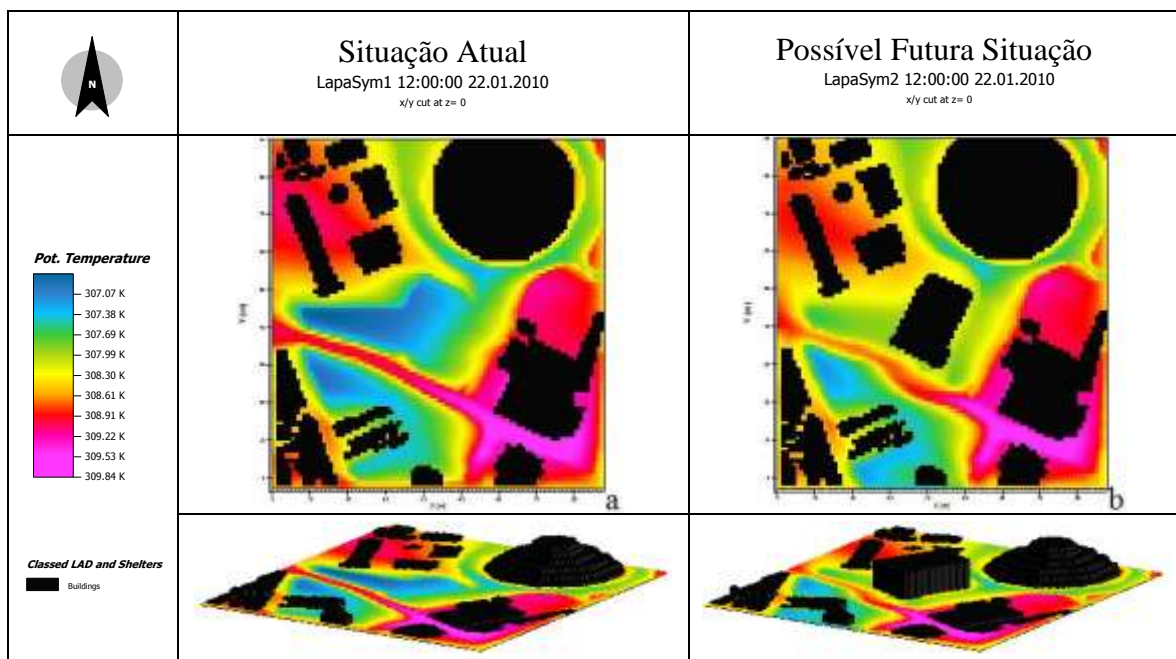 N
Situação Atual
LapaSym1 12:00:00 22.01.2010
x/y cut at z= 0
Possível Futura Situação
LapaSym2 12:00:00 22.01.2010
x/y cut at z= 0
Pot. Temperature
307.07 K
307.38 K
307.69 K
307.99 K
308.30 K
308.61 K
308.91 K
309.22 K
309.53 K
309.84 K
a
b
Classed LAD and Shelters
Buildings